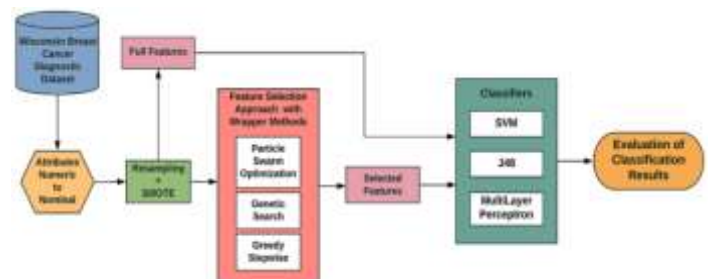 Wisconsin Breast
Cancer
Diagnostic
Dataset
Full Features
Attributes
Numeric
to
Nominal
Resampling
+
SMOTE
Feature Selection
Approach with
Wrapper Methods
Particle
Swarm
Optimization
Genetic
Search
Greedy
Stepwise
Selected
Features
Classifiers
SVM
J48
MultiLayer
Perceptron
Evaluation of
Classification
Results